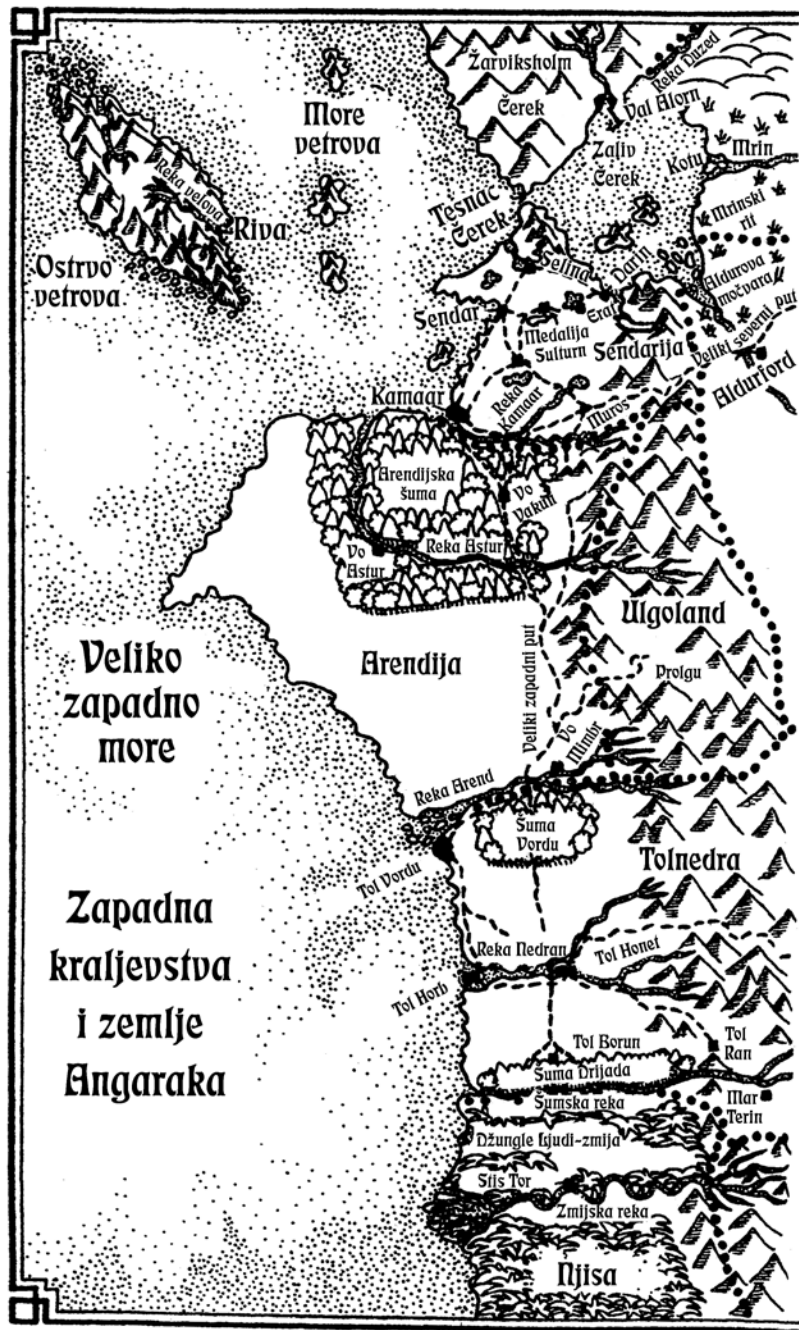 Žarviksholm
Čerek
Reka Duzed
Val Alorn
More
vetrova
Zaliv
Čerek
Kotu
Mrin
Reka velova
Riva
Tesnac
Čerek
Mrinski
rit
Ostrvo
vetrova
Selina
Darin
Aldurova
močvara
Sendar
Erat
Medalija
Sulturn
Sendarija
Veliki severni put
Aldurford
Kamaar
Reka
Kamaar
Muros
Arendijska
šuma
Vo
Vakun
Vo
Astur
Reka Astur
Ulgoland
Veliko
zapadno
more
Arendija
Veliki zapadni put
Prolgu
Vo
Mimbr
Reka Arend
Šuma
Vordu
Tol Vordu
Tolnedra
Zapadna
kraljevstva
i zemlje
Angaraka
Reka Nedran
Tol Honet
Tol Horb
Tol Borun
Tol
Ran
Šuma Drijada
Šumska reka
Mar
Terin
Džungle Ljudi-zmija
Stis Tor
Zmijska reka
Njisa